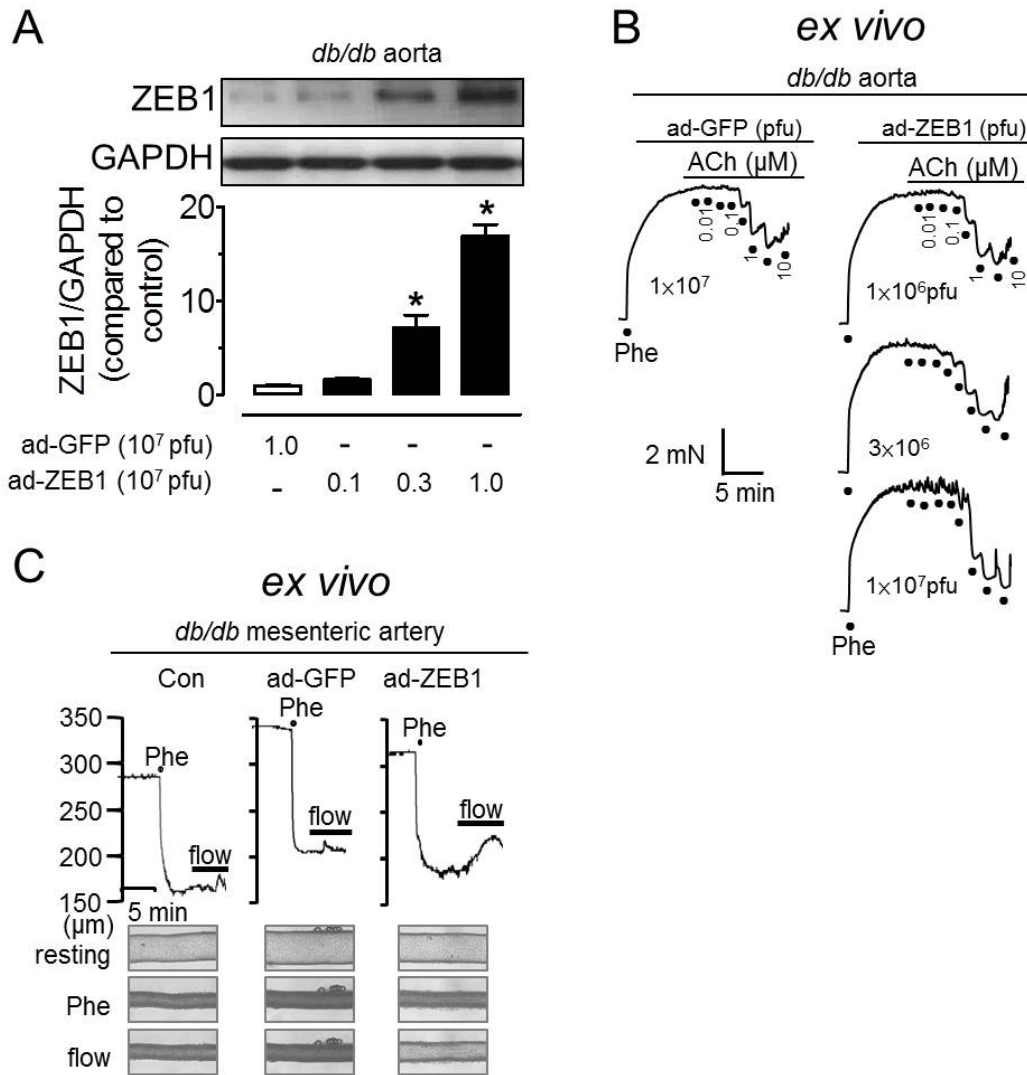 A
db/db aorta
ZEB1
GAPDH
ZEB1/GAPDH
(compared to
control)
20
10
0
*
*
ad-GFP (10⁷ pfu) 1.0 - - -
ad-ZEB1 (10⁷ pfu) - 0.1 0.3 1.0
B
ex vivo
db/db aorta
ad-GFP (pfu) ad-ZEB1 (pfu)
ACh (µM) ACh (µM)
0.01 0.1 1 10
1×10⁷
Phe
0.01 0.1 1 10
1×10⁶pfu
3×10⁶
2 mN
5 min
1×10⁷pfu
Phe
C
ex vivo
db/db mesenteric artery
Con ad-GFP ad-ZEB1
Phe Phe Phe
350
300
250
200
150
flow flow flow
5 min
(µm)
resting
Phe
flow